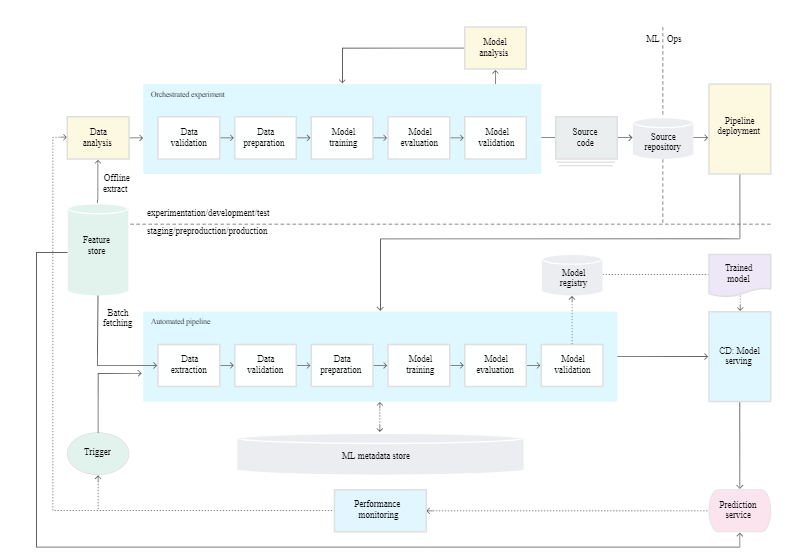 Model
analysis
ML
Ops
Orchestrated experiment
Data
analysis
Data
validation
Data
preparation
Model
training
Model
evaluation
Model
validation
Source
code
Source
repository
Pipeline
deployment
Offline
extract
Feature
store
experimentation/development/test
staging/preproduction/production
Model
registry
Trained
model
Batch
fetching
Automated pipeline
Data
extraction
Data
validation
Data
preparation
Model
training
Model
evaluation
Model
validation
CD: Model
serving
Trigger
ML metadata store
Performance
monitoring
Prediction
service